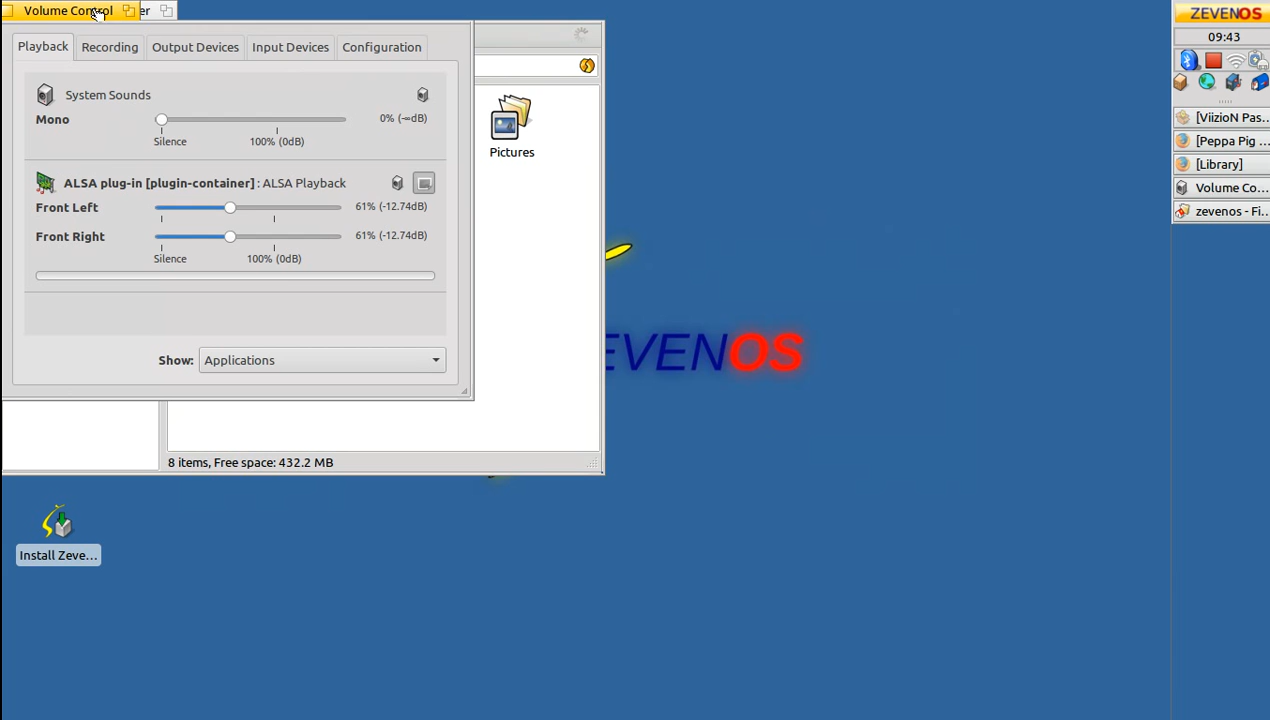 Volume Control
er
ZEVENOS
09:43
Playback
Recording
Output Devices
Input Devices
Configuration
System Sounds
Mono
0% (-∞dB)
Silence
100% (0dB)
ALSA plug-in [plugin-container] : ALSA Playback
Front Left
61% (-12.74dB)
Front Right
61% (-12.74dB)
Silence
100% (0dB)
Show:
Applications
Pictures
[ViizioN Pas...
[Peppa Pig ...
[Library]
Volume Co...
zevenos - Fi...
EVENOS
8 items, Free space: 432.2 MB
Install Zeve...